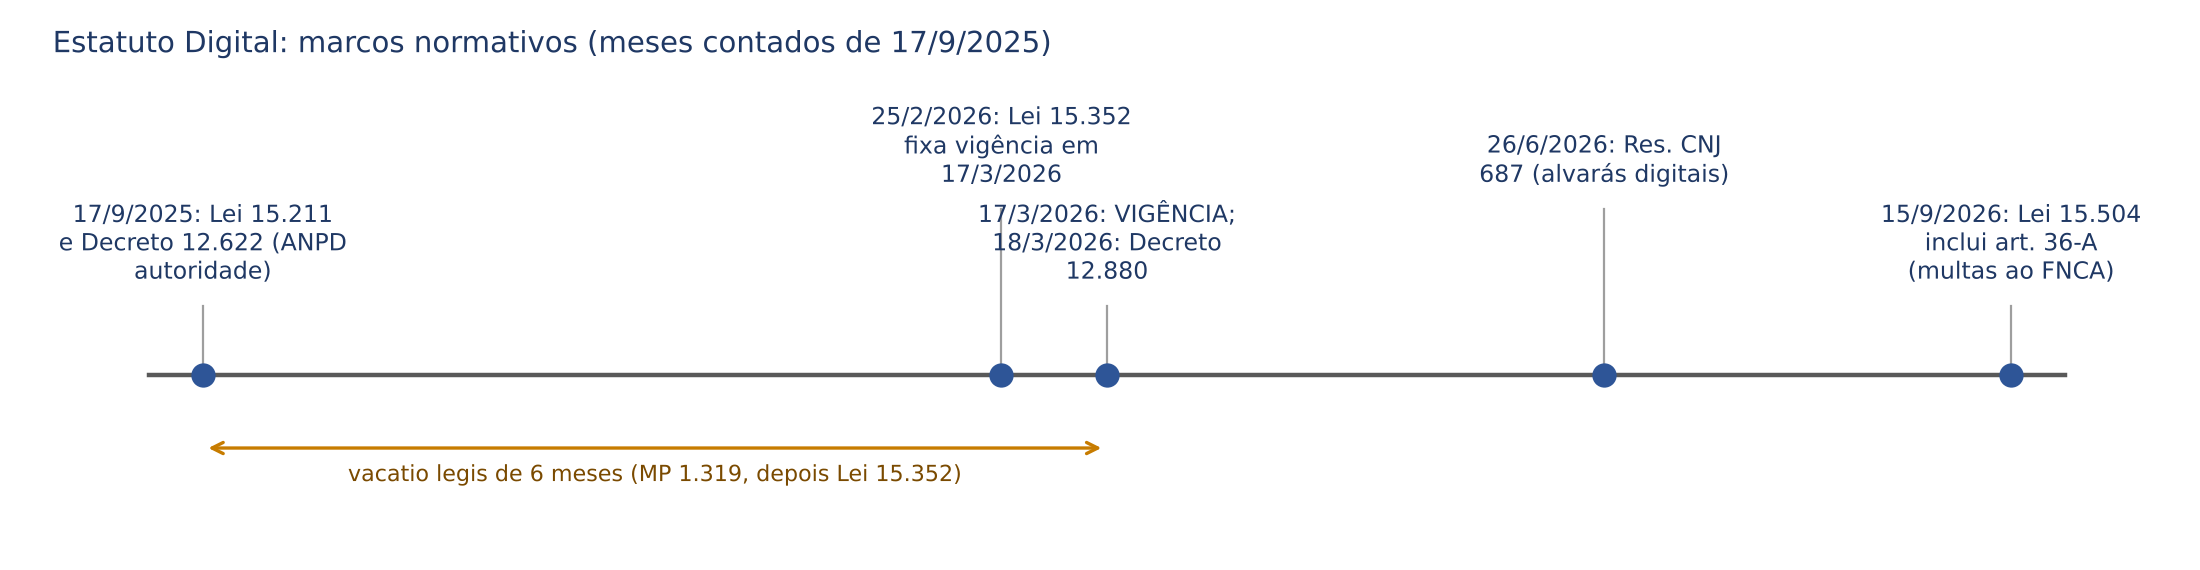 Estatuto Digital: marcos normativos (meses contados de 17/9/2025)
17/9/2025: Lei 15.211
e Decreto 12.622 (ANPD
autoridade)
25/2/2026: Lei 15.352
fixa vigência em
17/3/2026
17/3/2026: VIGÊNCIA;
18/3/2026: Decreto
12.880
26/6/2026: Res. CNJ
687 (alvarás digitais)
15/9/2026: Lei 15.504
inclui art. 36-A
(multas ao FNCA)
vacatio legis de 6 meses (MP 1.319, depois Lei 15.352)